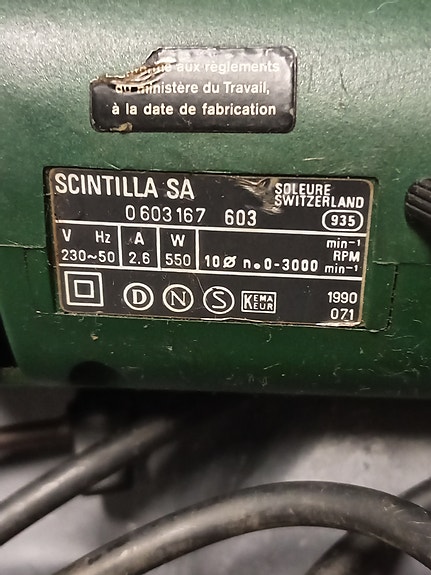 aux règlements
du ministère du Travail,
à la date de fabrication
SCINTILLA SA
SOLEURE
SWITZERLAND
0 603 167 603
935
V Hz A W min⁻¹
RPM
230~50 2.6 550 10 Ø n₀ 0-3000 min⁻¹
D N S KEMA
KEUR
1990
071